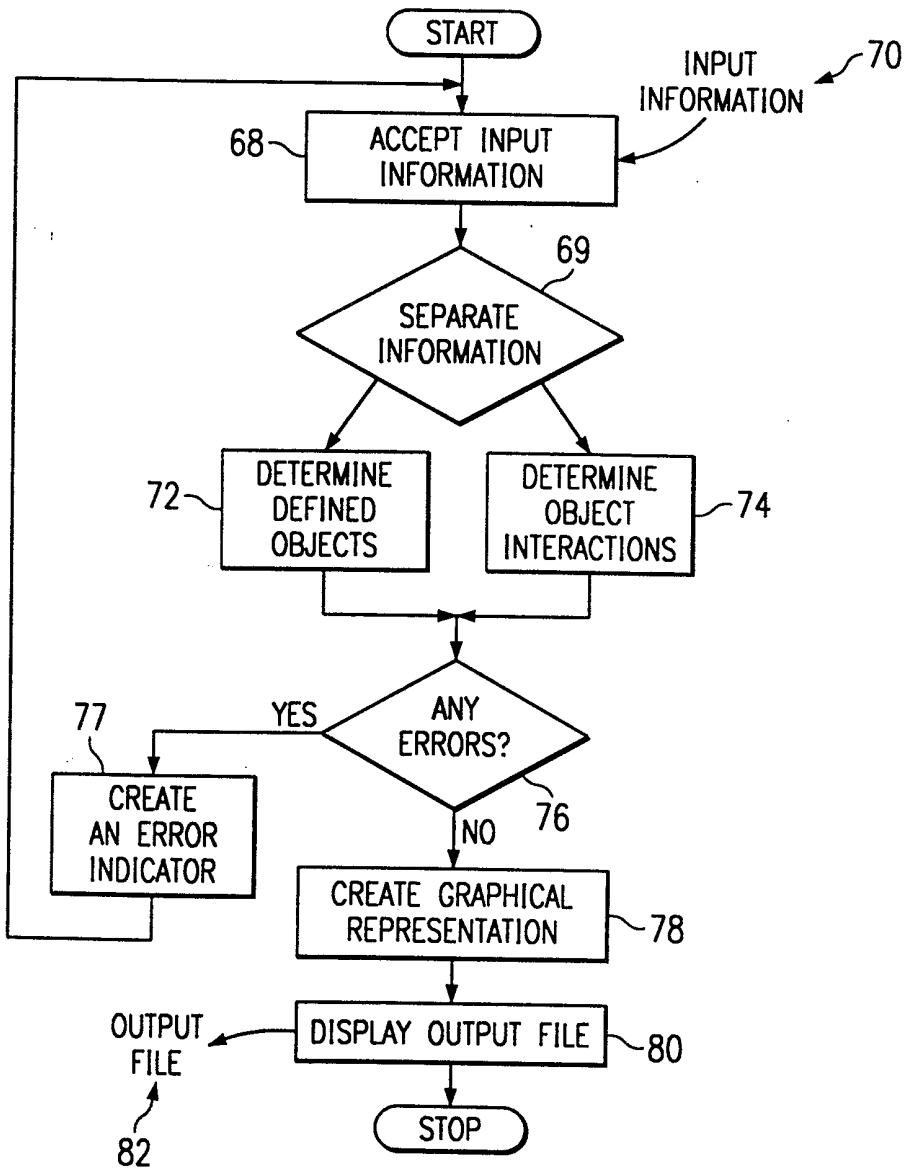 START
INPUT
INFORMATION
70
68
ACCEPT INPUT
INFORMATION
69
SEPARATE
INFORMATION
72
DETERMINE
DEFINED
OBJECTS
DETERMINE
OBJECT
INTERACTIONS
74
YES
ANY
ERRORS?
76
77
CREATE
AN ERROR
INDICATOR
NO
CREATE GRAPHICAL
REPRESENTATION
78
OUTPUT
FILE
82
DISPLAY OUTPUT FILE
80
STOP